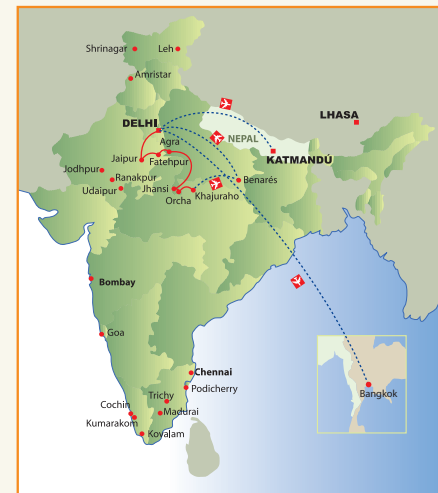 Shrinagar
Leh
Amristar
DELHI
LHASA
NEPAL
Agra
KATMANDÚ
Jaipur
Fatehpur
Jodhpur
Ranakpur
Benarés
Udaipur
Jhansi
Khajuraho
Orcha
Bombay
Goa
Chennai
Podicherry
Bangkok
Trichy
Cochin
Madurai
Kumarakom
Kovalam